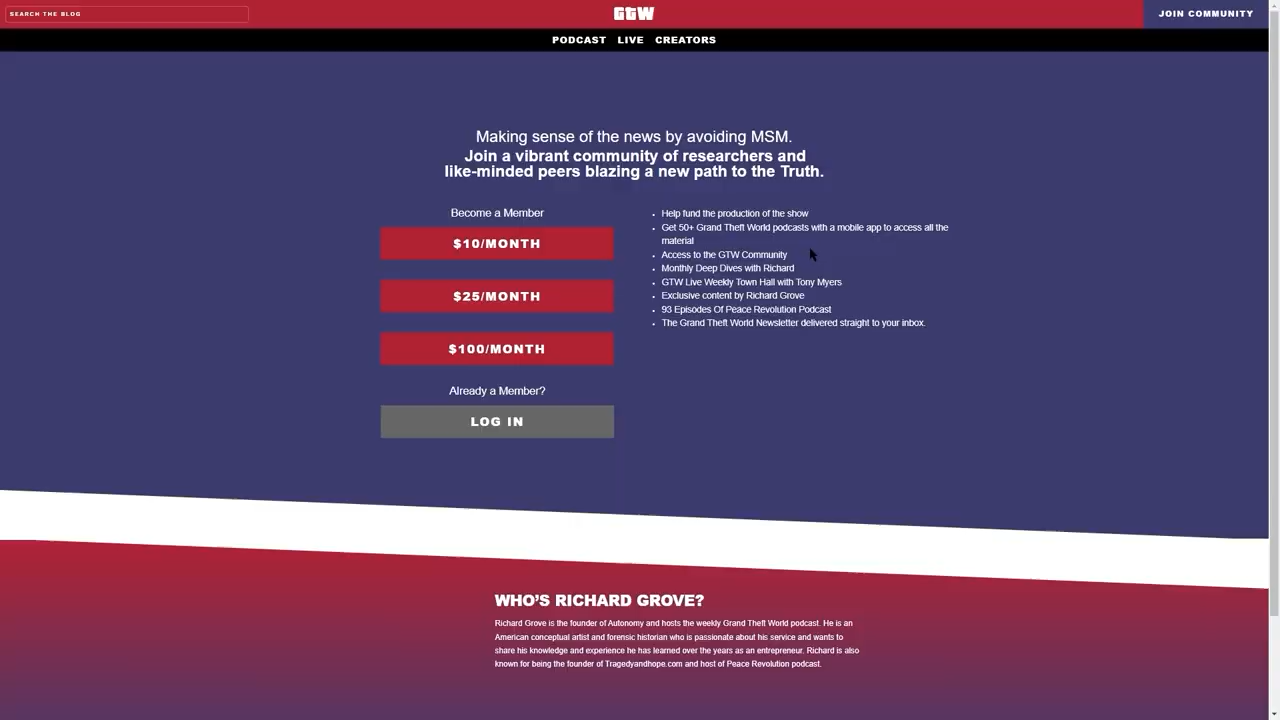 SEARCH THE BLOG
GTW
JOIN COMMUNITY
PODCAST LIVE CREATORS
Making sense of the news by avoiding MSM.
Join a vibrant community of researchers and
like-minded peers blazing a new path to the Truth.
Become a Member
$10/MONTH
$25/MONTH
$100/MONTH
Already a Member?
LOG IN
• Help fund the production of the show
• Get 50+ Grand Theft World podcasts with a mobile app to access all the
material
• Access to the GTW Community
• Monthly Deep Dives with Richard
• GTW Live Weekly Town Hall with Tony Myers
• Exclusive content by Richard Grove
• 93 Episodes Of Peace Revolution Podcast
• The Grand Theft World Newsletter delivered straight to your inbox.
WHO'S RICHARD GROVE?
Richard Grove is the founder of Autonomy and hosts the weekly Grand Theft World podcast. He is an
American conceptual artist and forensic historian who is passionate about his service and wants to
share his knowledge and experience he has learned over the years as an entrepreneur. Richard is also
known for being the founder of Tragedyandhope.com and host of Peace Revolution podcast.